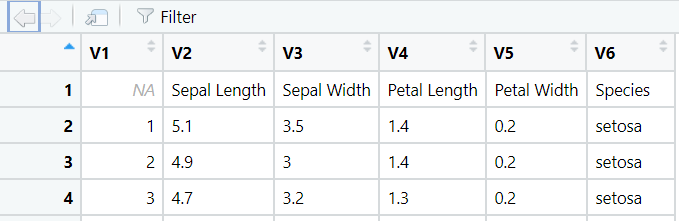 Filter
V1 V2 V3 V4 V5 V6
1 NA Sepal Length Sepal Width Petal Length Petal Width Species
2 1 5.1 3.5 1.4 0.2 setosa
3 2 4.9 3 1.4 0.2 setosa
4 3 4.7 3.2 1.3 0.2 setosa